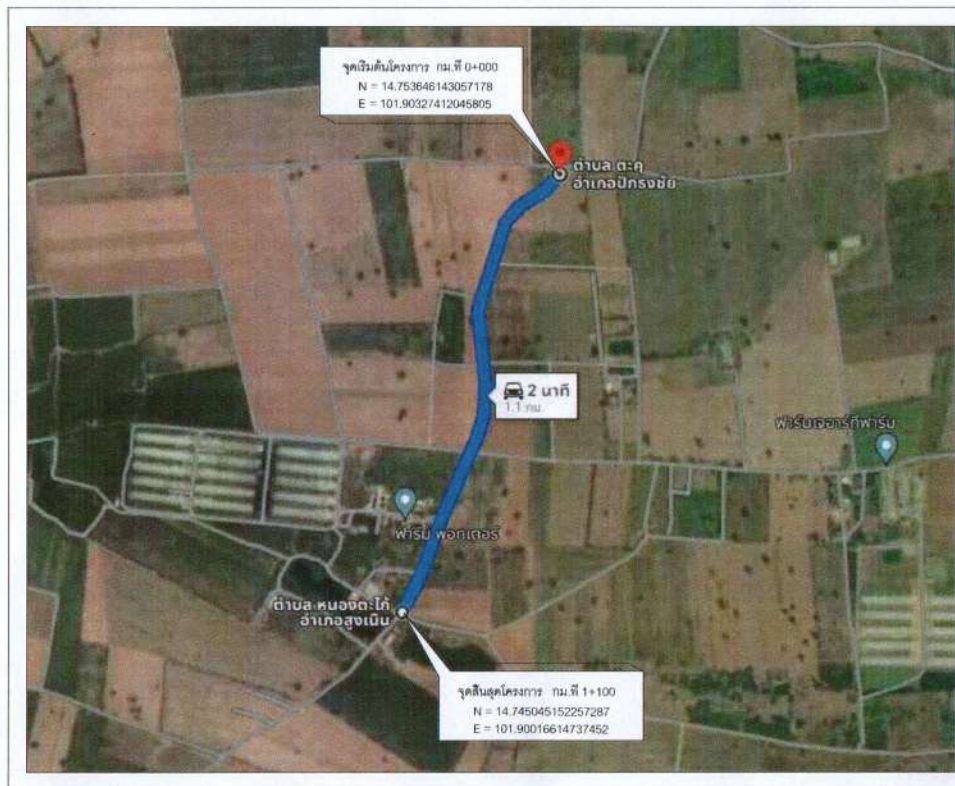 จุดเริ่มต้นโครงการ กม.ที่ 0+000
N = 14.753646143057178
E = 101.90327412045805
ตำบล ตะคุ
อำเภอปักธงชัย
2 นาที
1.1 กม.
ฟาร์มเจอาร์ทีฟาร์ม
ฟาร์ม พอทเตอร์
ตำบล หนองตะไก้
อำเภอสูงเนิน
จุดสิ้นสุดโครงการ กม.ที่ 1+100
N = 14.745045152257287
E = 101.90016614737452